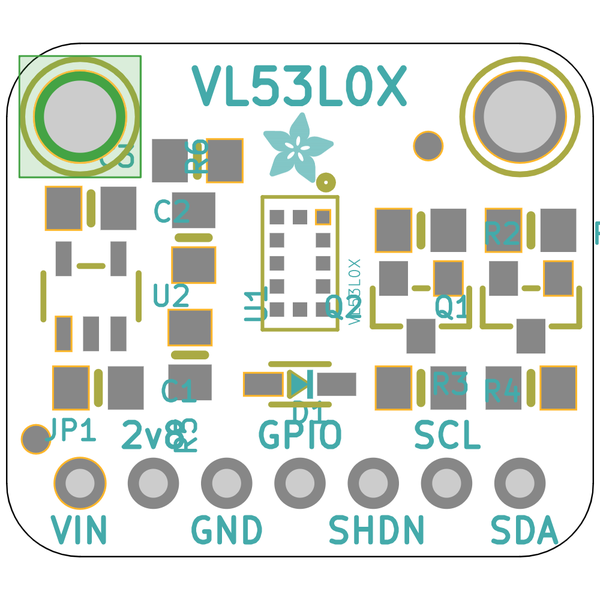 VL53L0X
C3
R6
C2
R2
U2
U1
VL53L0X
Q2
Q1
C1
D1
R3
R4
JP1
2v8
R5
GPIO
SCL
VIN
GND
SHDN
SDA